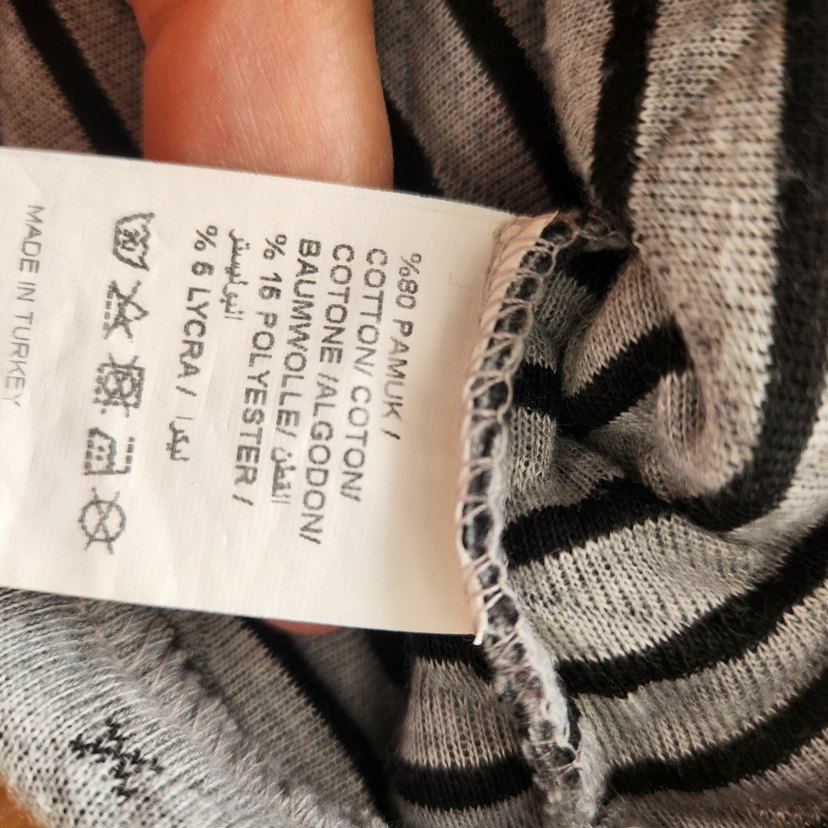 %80 PAMUK /
COTTON/ COTON/
COTONE /ALGODON/
BAUMWOLLE/ القطن
% 15 POLYESTER /
البوليستر
% 5 LYCRA / ليكرا
MADE IN TURKEY